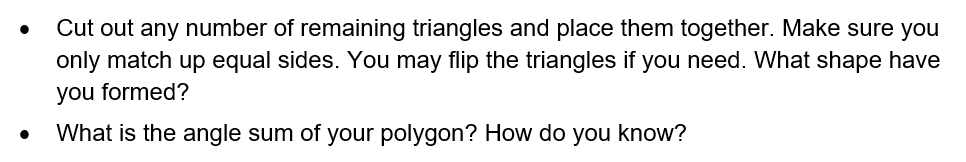 • Cut out any number of remaining triangles and place them together. Make sure you
only match up equal sides. You may flip the triangles if you need. What shape have
you formed?
• What is the angle sum of your polygon? How do you know?